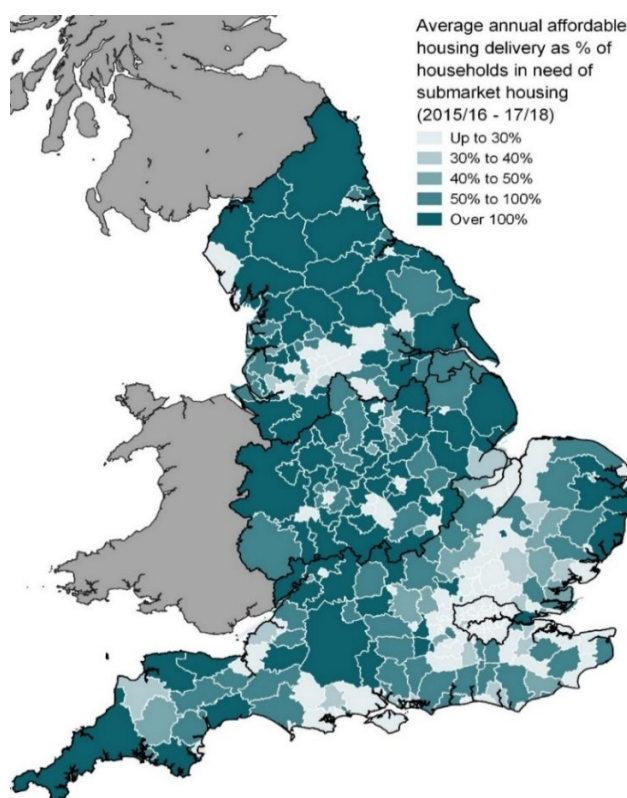 Average annual affordable
housing delivery as % of
households in need of
submarket housing
(2015/16 - 17/18)
Up to 30%
30% to 40%
40% to 50%
50% to 100%
Over 100%